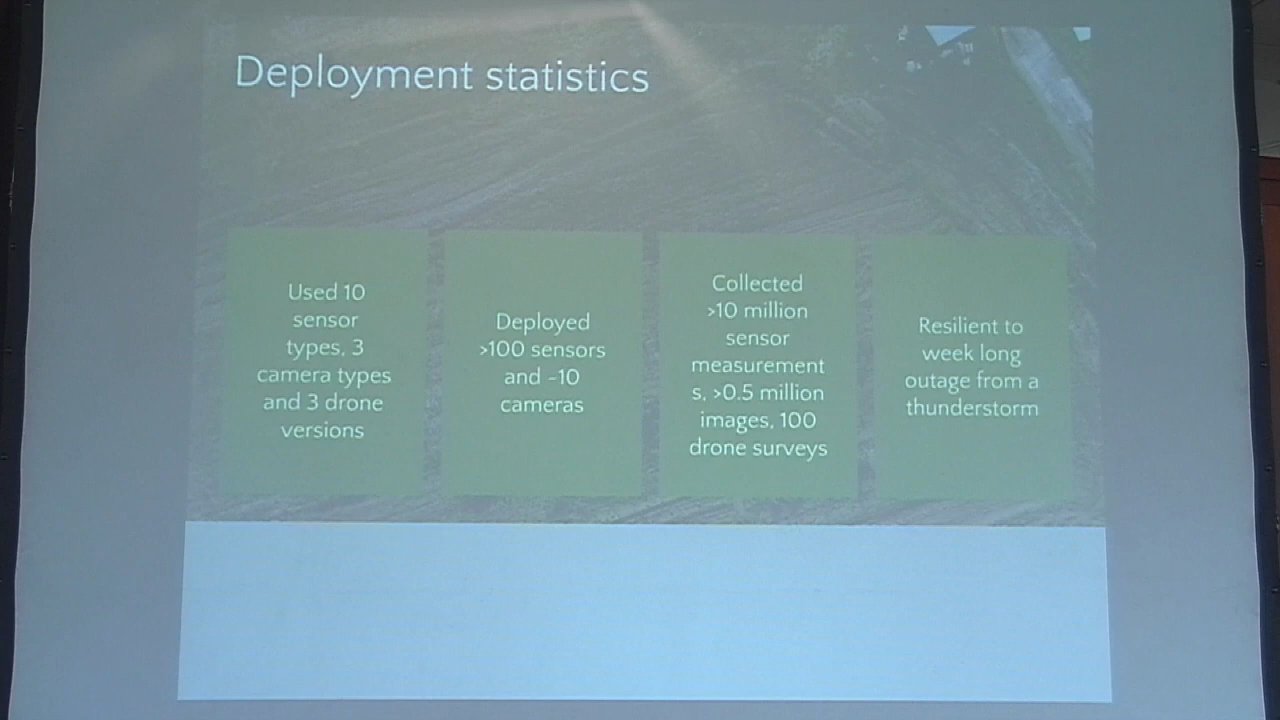 Deployment statistics
Used 10
sensor
types, 3
camera types
and 3 drone
versions
Deployed
>100 sensors
and ~10
cameras
Collected
>10 million
sensor
measurement
s, >0.5 million
images, 100
drone surveys
Resilient to
week long
outage from a
thunderstorm